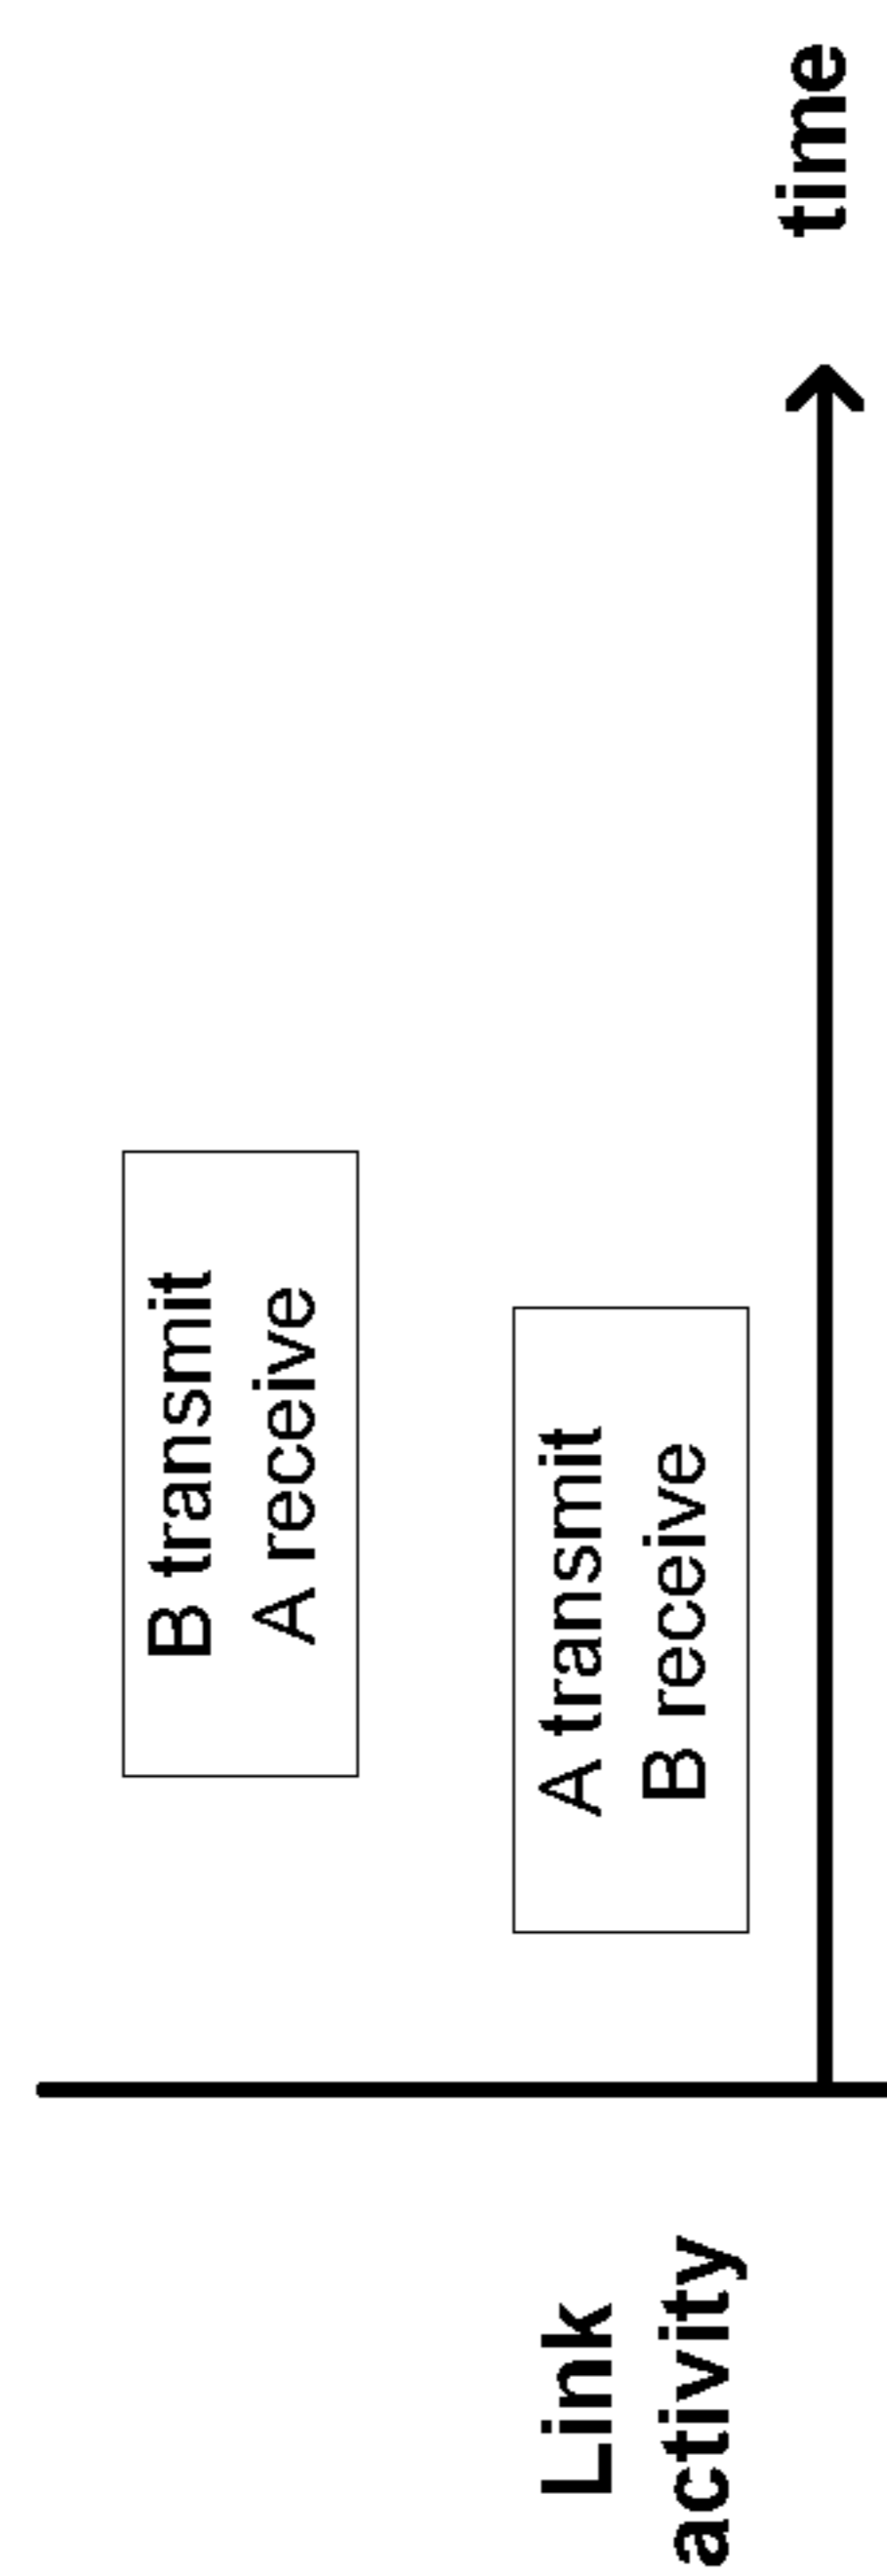 B transmit
A receive
A transmit
B receive
Link
activity
time